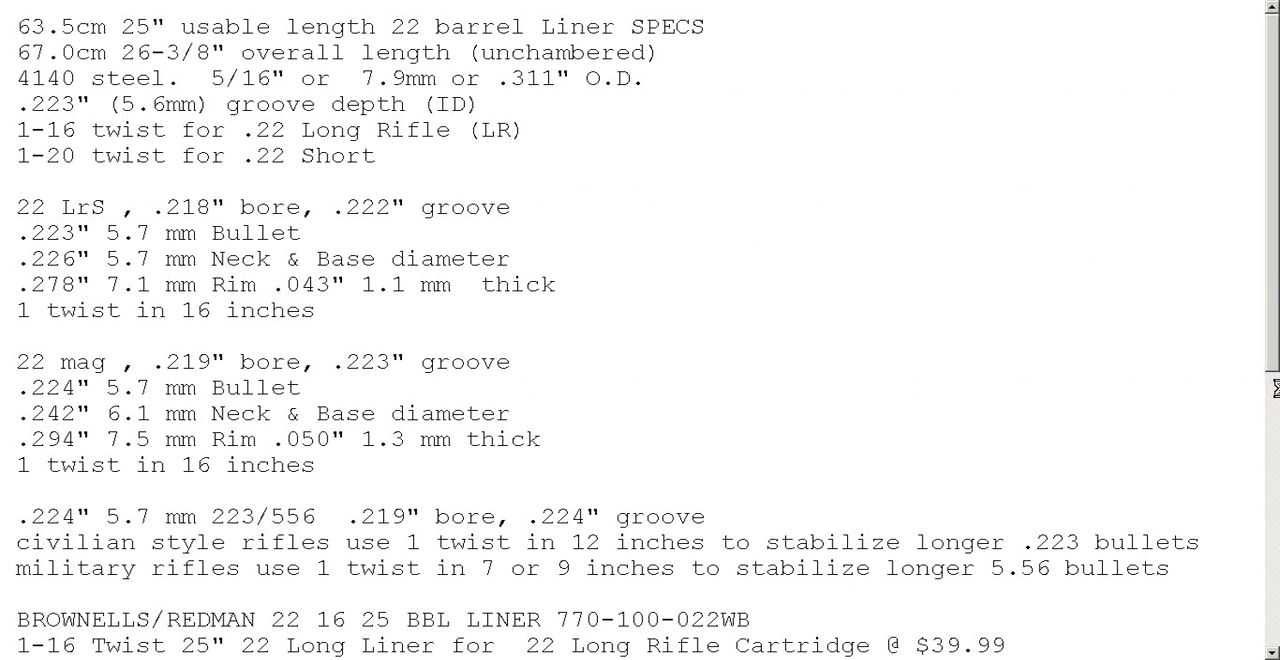 63.5cm 25" usable length 22 barrel Liner SPECS
67.0cm 26-3/8" overall length (unchambered)
4140 steel.  5/16" or  7.9mm or .311" O.D.
.223" (5.6mm) groove depth (ID)
1-16 twist for .22 Long Rifle (LR)
1-20 twist for .22 Short
22 LrS , .218" bore, .222" groove
.223" 5.7 mm Bullet
.226" 5.7 mm Neck & Base diameter
.278" 7.1 mm Rim .043" 1.1 mm  thick
1 twist in 16 inches
22 mag , .219" bore, .223" groove
.224" 5.7 mm Bullet
.242" 6.1 mm Neck & Base diameter
.294" 7.5 mm Rim .050" 1.3 mm thick
1 twist in 16 inches
.224" 5.7 mm 223/556  .219" bore, .224" groove
civilian style rifles use 1 twist in 12 inches to stabilize longer .223 bullets
military rifles use 1 twist in 7 or 9 inches to stabilize longer 5.56 bullets
BROWNELLS/REDMAN 22 16 25 BBL LINER 770-100-022WB
1-16 Twist 25" 22 Long Liner for  22 Long Rifle Cartridge @ $39.99